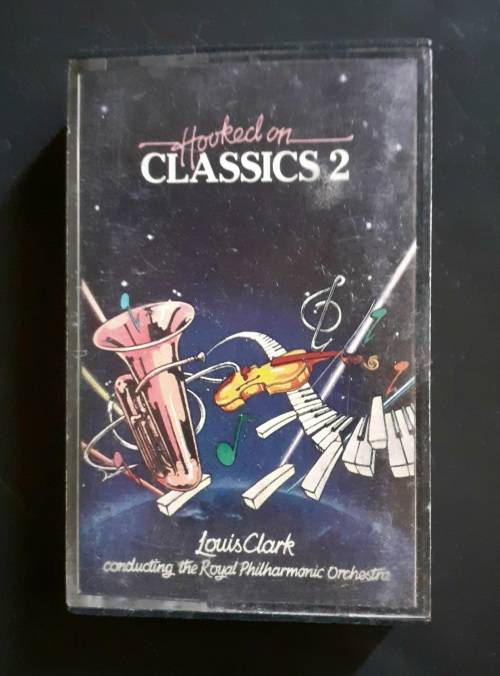 Hooked on
CLASSICS 2
Louis Clark
conducting the Royal Philharmonic Orchestra